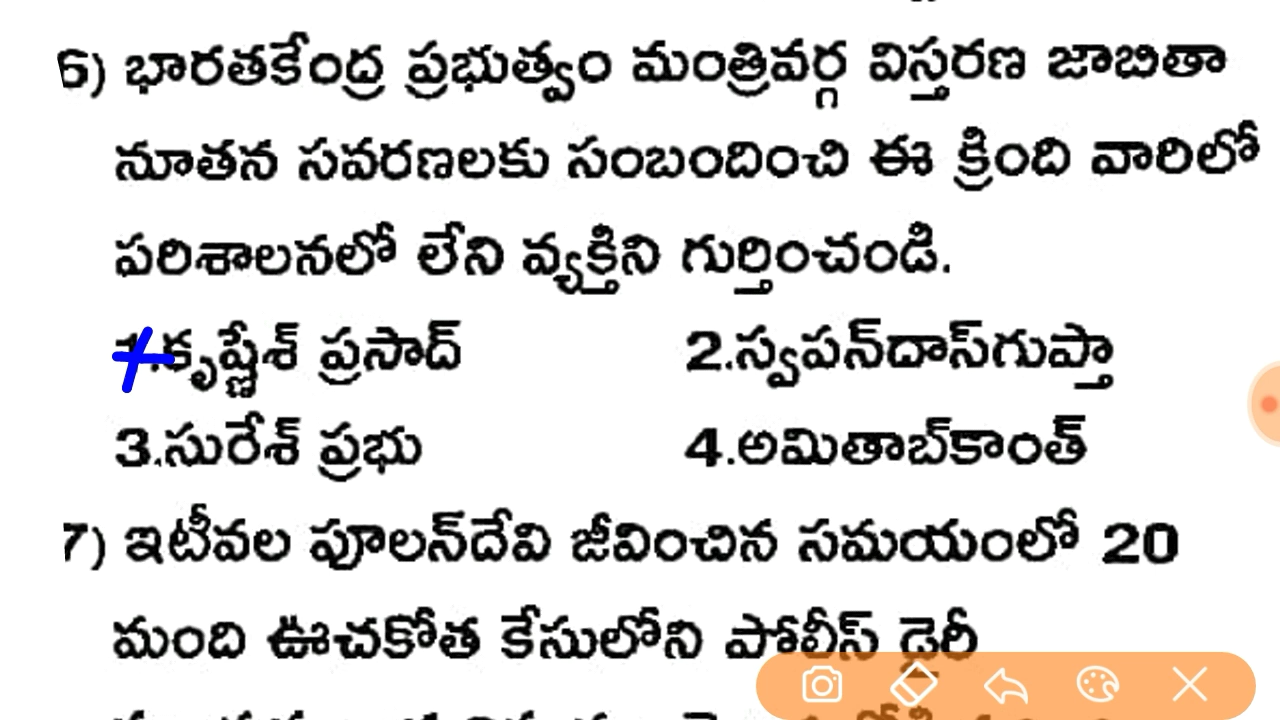 6) భారతకేంద్ర ప్రభుత్వం మంత్రివర్గ విస్తరణ జాబితా
నూతన సవరణలకు సంబందించి ఈ క్రింది వారిలో
పరిశాలనలో లేని వ్యక్తిని గుర్తించండి.
1.కృష్ణేశ్ ప్రసాద్ 2.స్వపన్‌దాస్‌గుప్తా
3.సురేశ్ ప్రభు 4.అమితాబ్‌కాంత్
7) ఇటీవల పూలన్‌దేవి జీవించిన సమయంలో 20
మంది ఊచకోత కేసులోని పోలీస్ డైరీ